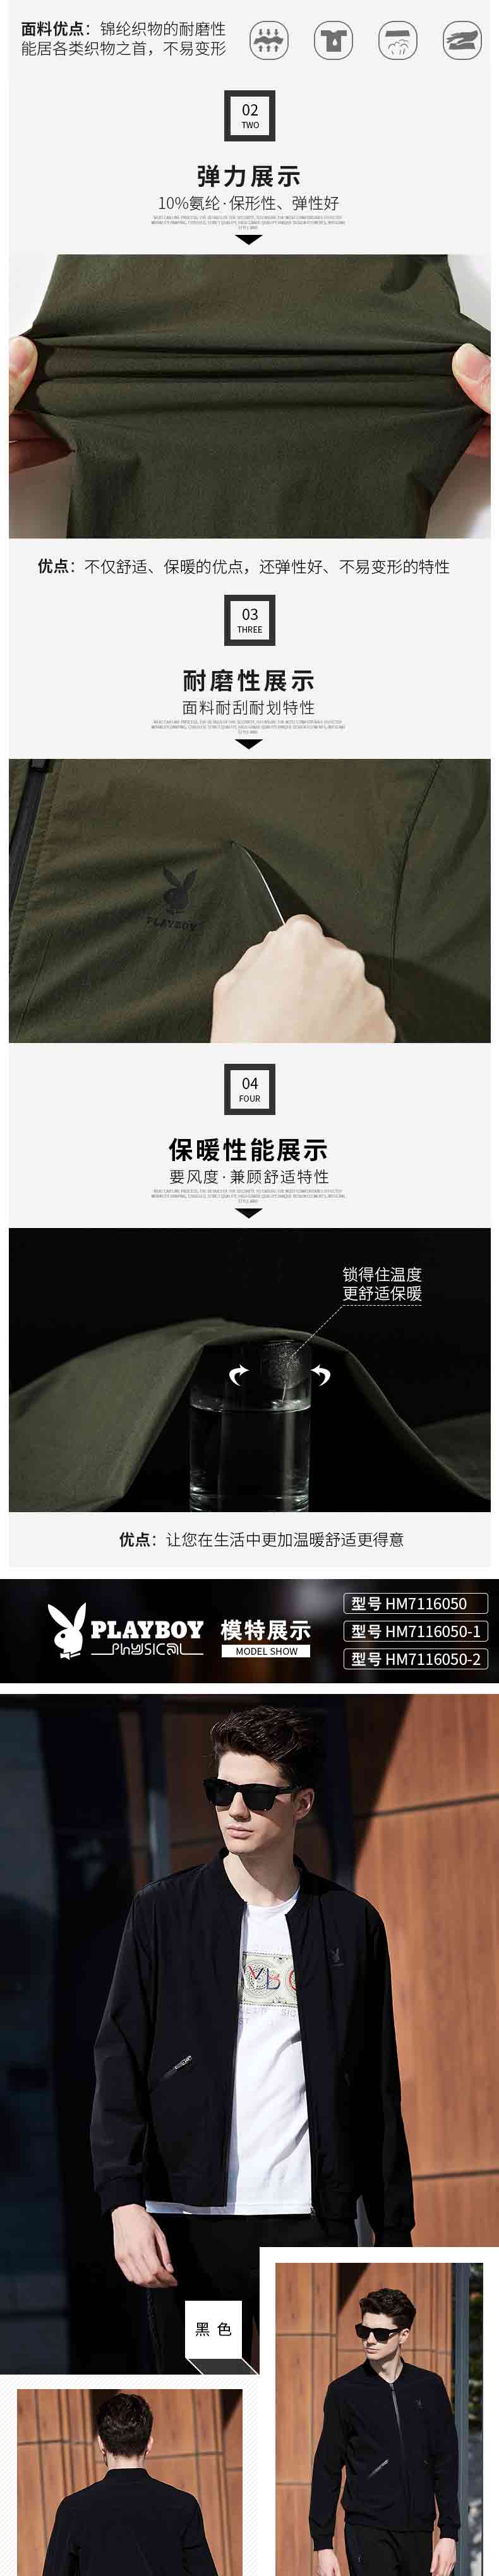 面料优点：锦纶织物的耐磨性
能居各类织物之首，不易变形
02
TWO
弹力展示
10%氨纶·保形性、弹性好
优点：不仅舒适、保暖的优点，还弹性好、不易变形的特性
03
THREE
耐磨性展示
面料耐刮耐划特性
PLAYBOY
04
FOUR
保暖性能展示
要风度·兼顾舒适特性
锁得住温度
更舒适保暖
优点：让您在生活中更加温暖舒适更得意
PLAYBOY
PhYSICal
模特展示
MODEL SHOW
型号 HM7116050
型号 HM7116050-1
型号 HM7116050-2
黑色